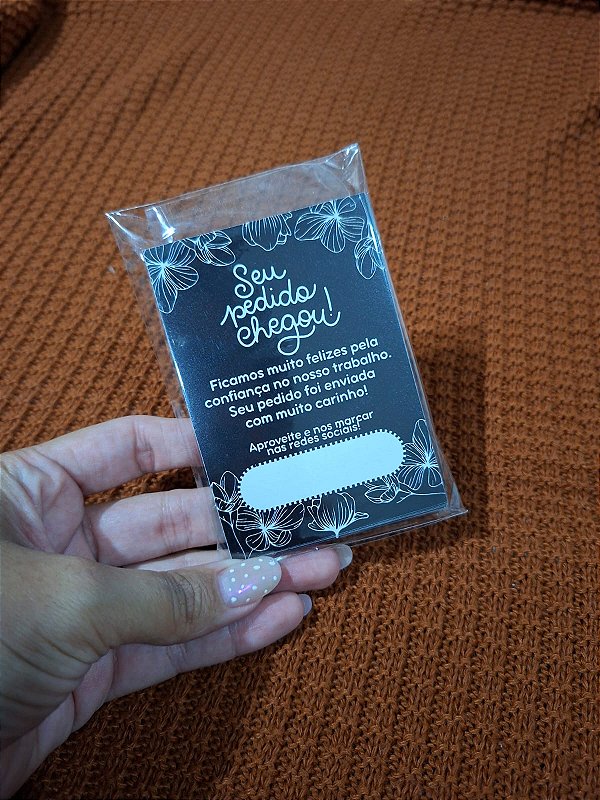 Seu
pedido
chegou!
Ficamos muito felizes pela
confiança no nosso trabalho.
Seu pedido foi enviada
com muito carinho!
Aproveite e nos marcar
nas redes sociais!